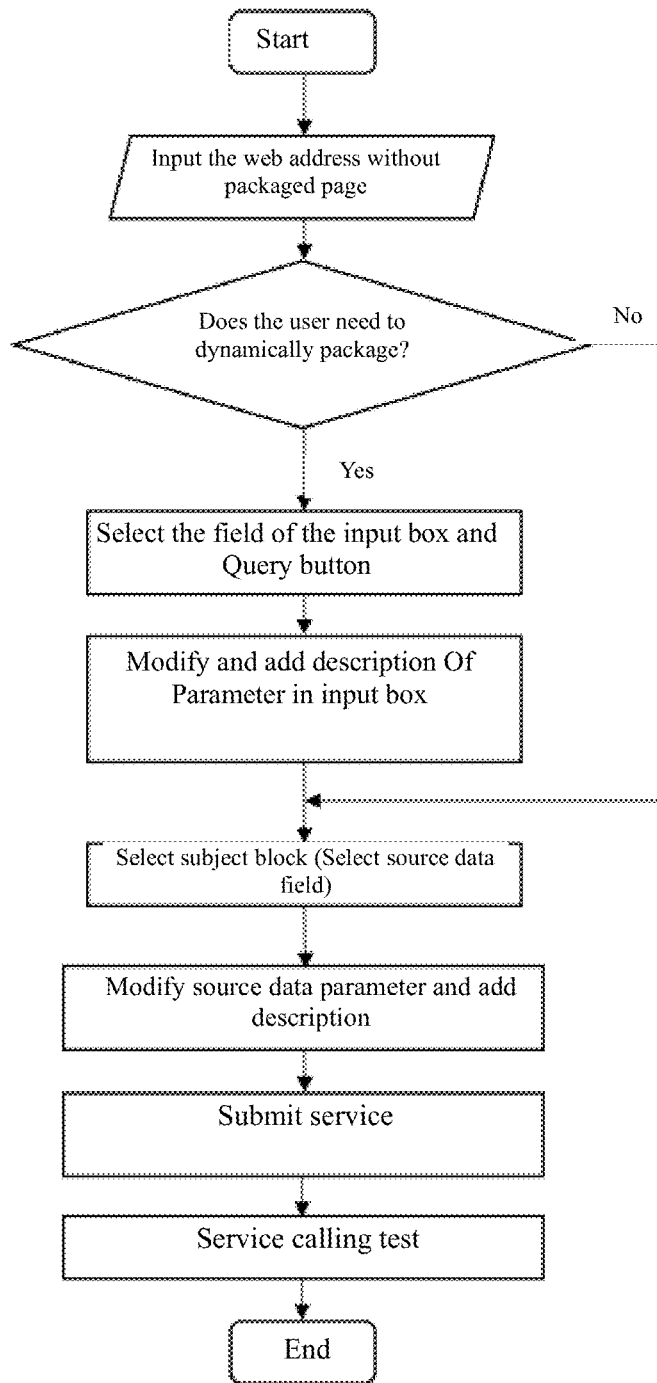 Start
Input the web address without
packaged page
Does the user need to
dynamically package?
No
Yes
Select the field of the input box and
Query button
Modify and add description Of
Parameter in input box
Select subject block (Select source data
field)
Modify source data parameter and add
description
Submit service
Service calling test
End